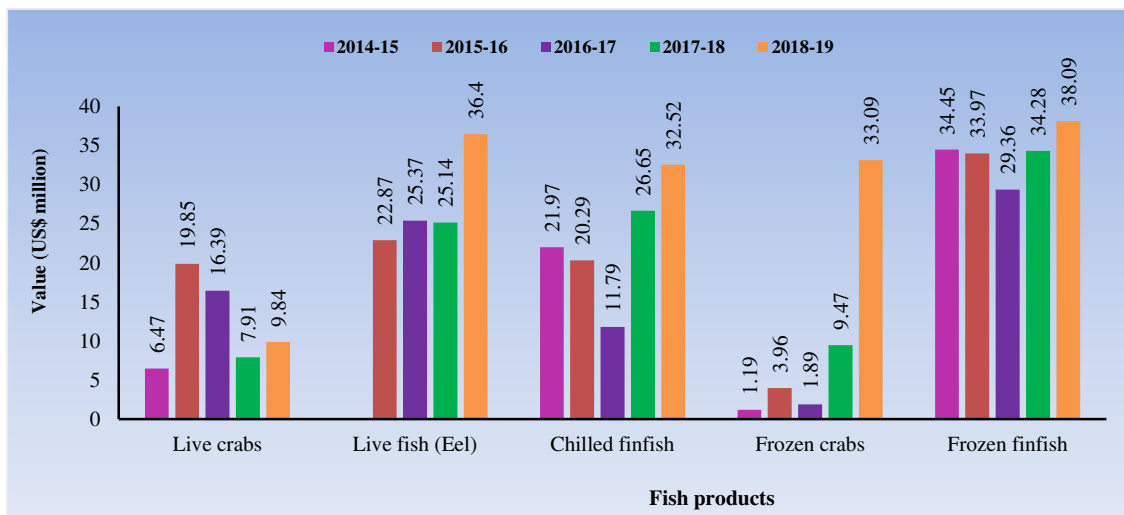 2014-15 2015-16 2016-17 2017-18 2018-19
Value (US$ million)
40
35
30
25
20
15
10
5
0
6.47 19.85 16.39 7.91 9.84
22.87 25.37 25.14 36.4
21.97 20.29 11.79 26.65 32.52
1.19 3.96 1.89 9.47 33.09
34.45 33.97 29.36 34.28 38.09
Live crabs Live fish (Eel) Chilled finfish Frozen crabs Frozen finfish
Fish products